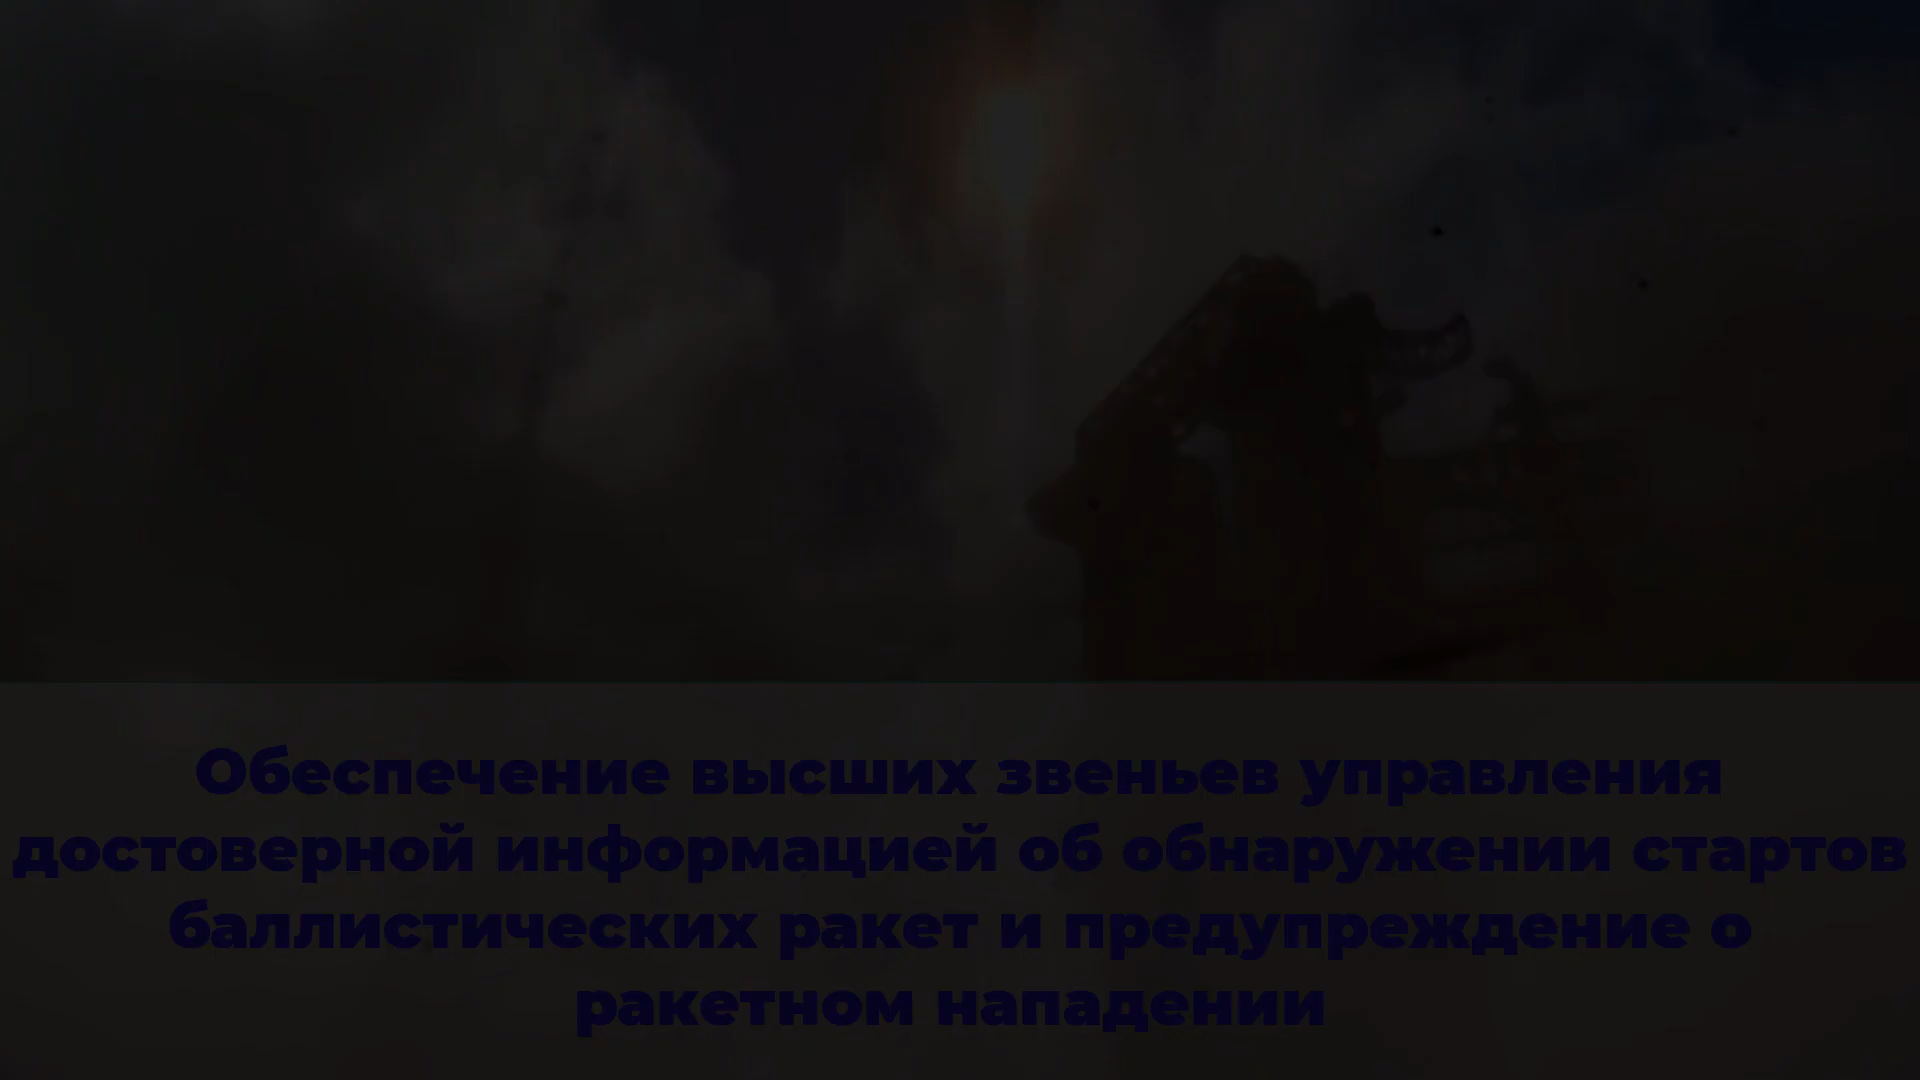 Обеспечение высших звеньев управления
достоверной информацией об обнаружении стартов
баллистических ракет и предупреждение о
ракетном нападении